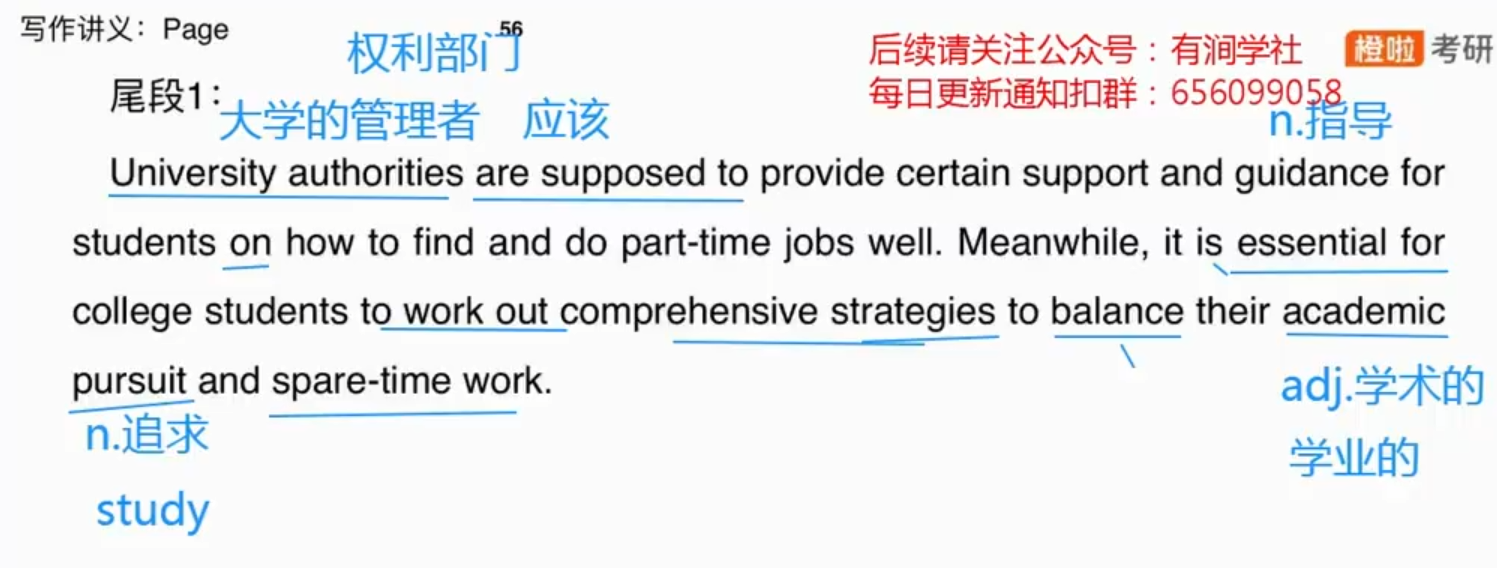 写作讲义：Page 56
权利部门
后续请关注公众号：有涧学社
橙啦 考研
尾段1：
每日更新通知扣群：656099058
大学的管理者 应该
n.指导
University authorities are supposed to provide certain support and guidance for
students on how to find and do part-time jobs well. Meanwhile, it is essential for
college students to work out comprehensive strategies to balance their academic
pursuit and spare-time work.
adj.学术的
n.追求
学业的
study